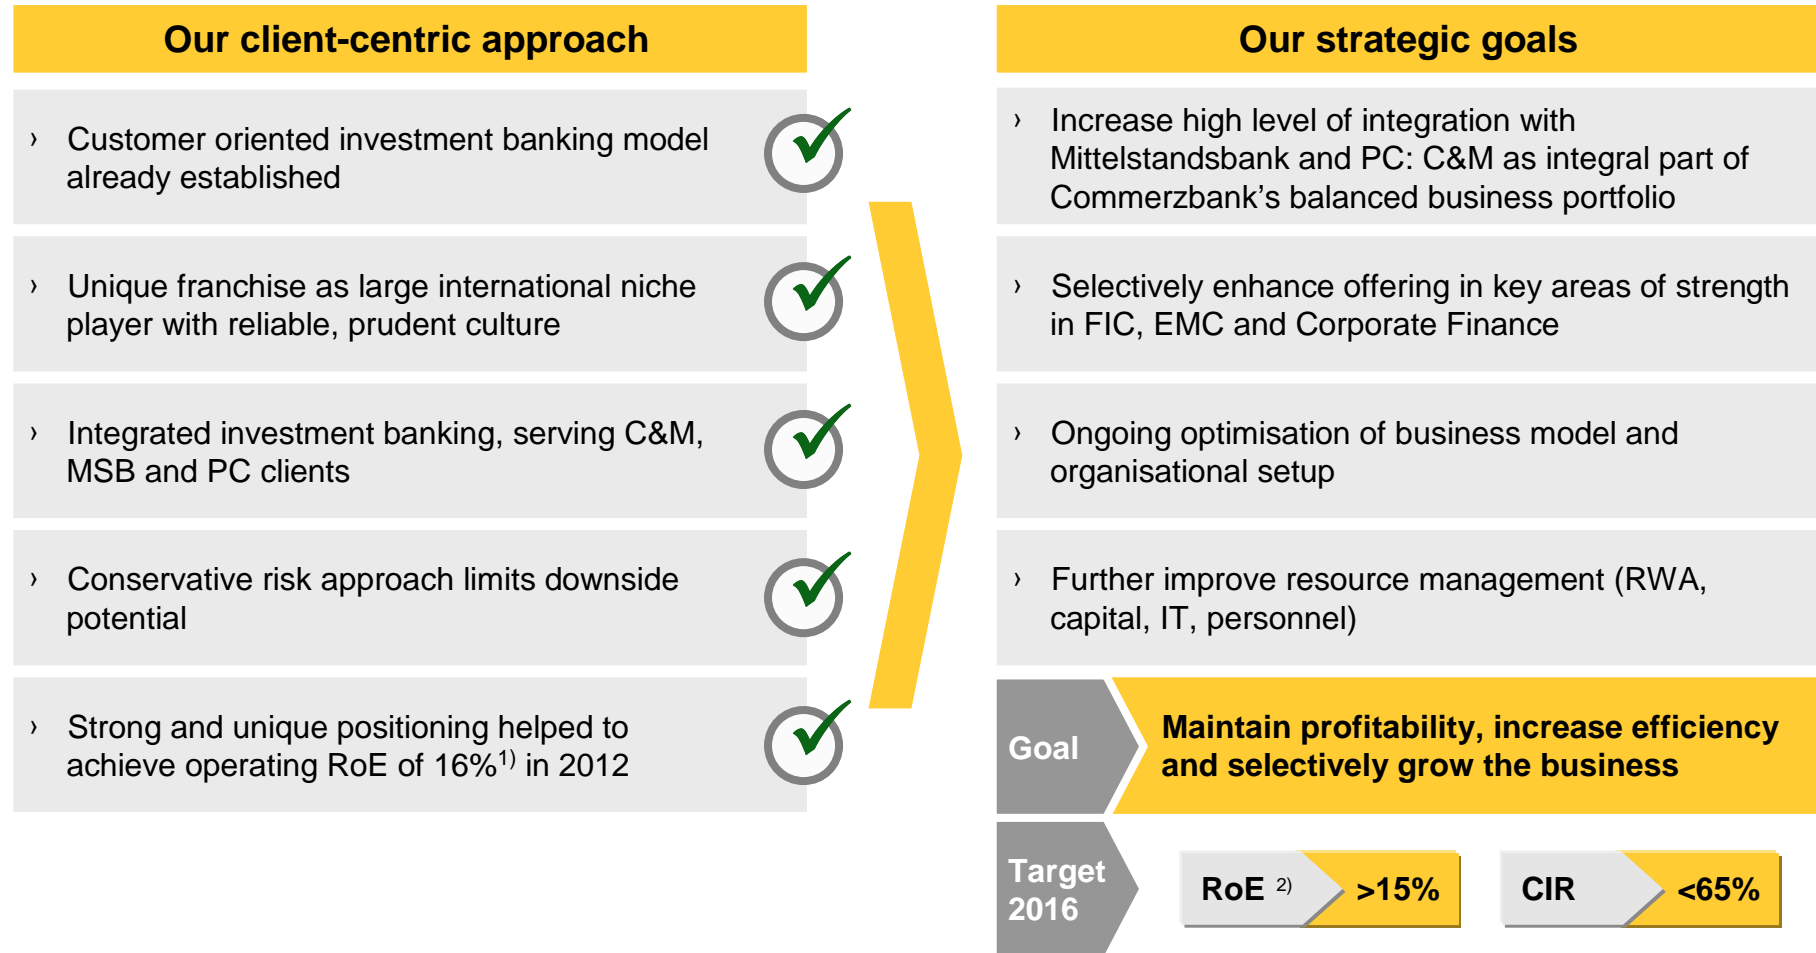 Our client-centric approach
› Customer oriented investment banking model
already established
› Unique franchise as large international niche
player with reliable, prudent culture
› Integrated investment banking, serving C&M,
MSB and PC clients
› Conservative risk approach limits downside
potential
› Strong and unique positioning helped to
achieve operating RoE of 16%1) in 2012
Our strategic goals
› Increase high level of integration with
Mittelstandsbank and PC: C&M as integral part of
Commerzbank’s balanced business portfolio
› Selectively enhance offering in key areas of strength
in FIC, EMC and Corporate Finance
› Ongoing optimisation of business model and
organisational setup
› Further improve resource management (RWA,
capital, IT, personnel)
Goal
Maintain profitability, increase efficiency
and selectively grow the business
Target
2016
RoE 2) >15%
CIR <65%